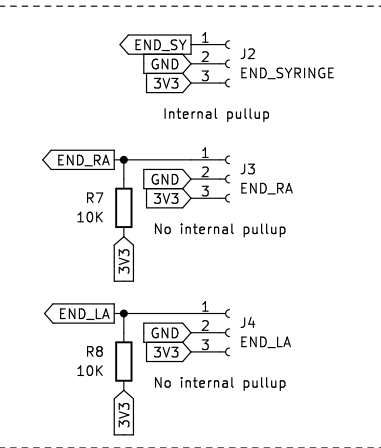 END_SY 1
GND 2 J2
3V3 3 END_SYRINGE
Internal pullup
END_RA 1
GND 2 J3
R7 3V3 3 END_RA
10K No internal pullup
3V3
END_LA 1
GND 2 J4
R8 3V3 3 END_LA
10K No internal pullup
3V3